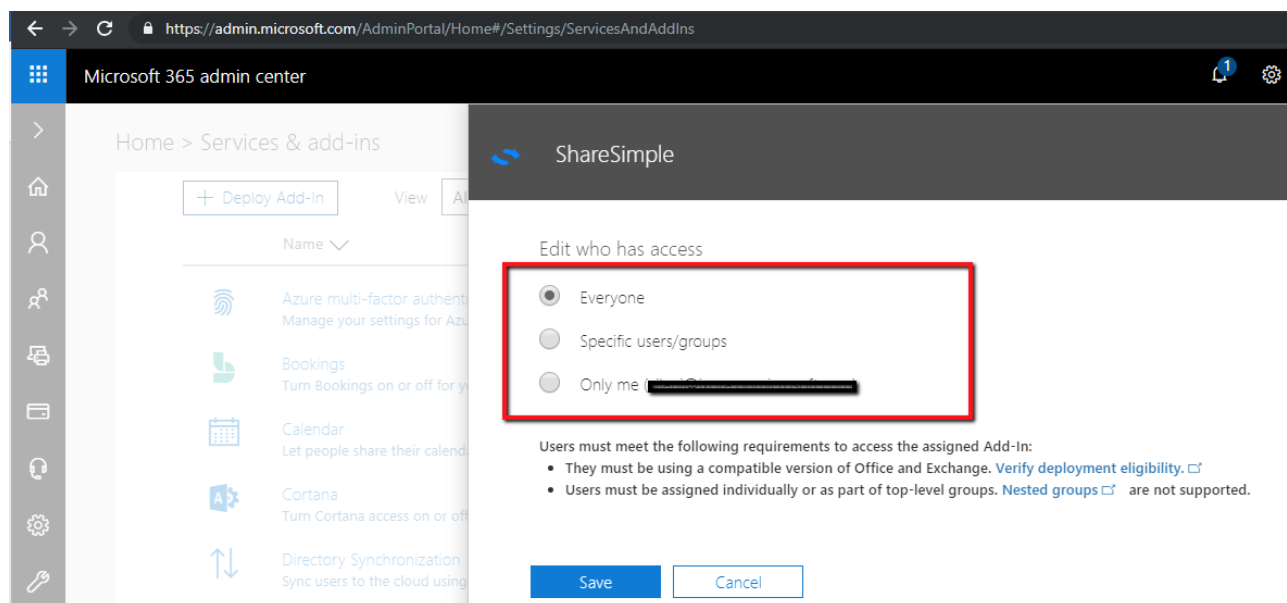 https://admin.microsoft.com/AdminPortal/Home#/Settings/ServicesAndAddIns
Microsoft 365 admin center
1
Home > Services & add-ins
ShareSimple
+ Deploy Add-In
View
Al
Name
Edit who has access
Everyone
Specific users/groups
Only me (
Azure multi-factor authent
Manage your settings for Azu
Bookings
Turn Bookings on or off for y
Calendar
Let people share their calend
Cortana
Turn Cortana access on or off
Directory Synchronization
Sync users to the cloud using
Users must meet the following requirements to access the assigned Add-In:
• They must be using a compatible version of Office and Exchange. Verify deployment eligibility.
• Users must be assigned individually or as part of top-level groups. Nested groups are not supported.
Save
Cancel